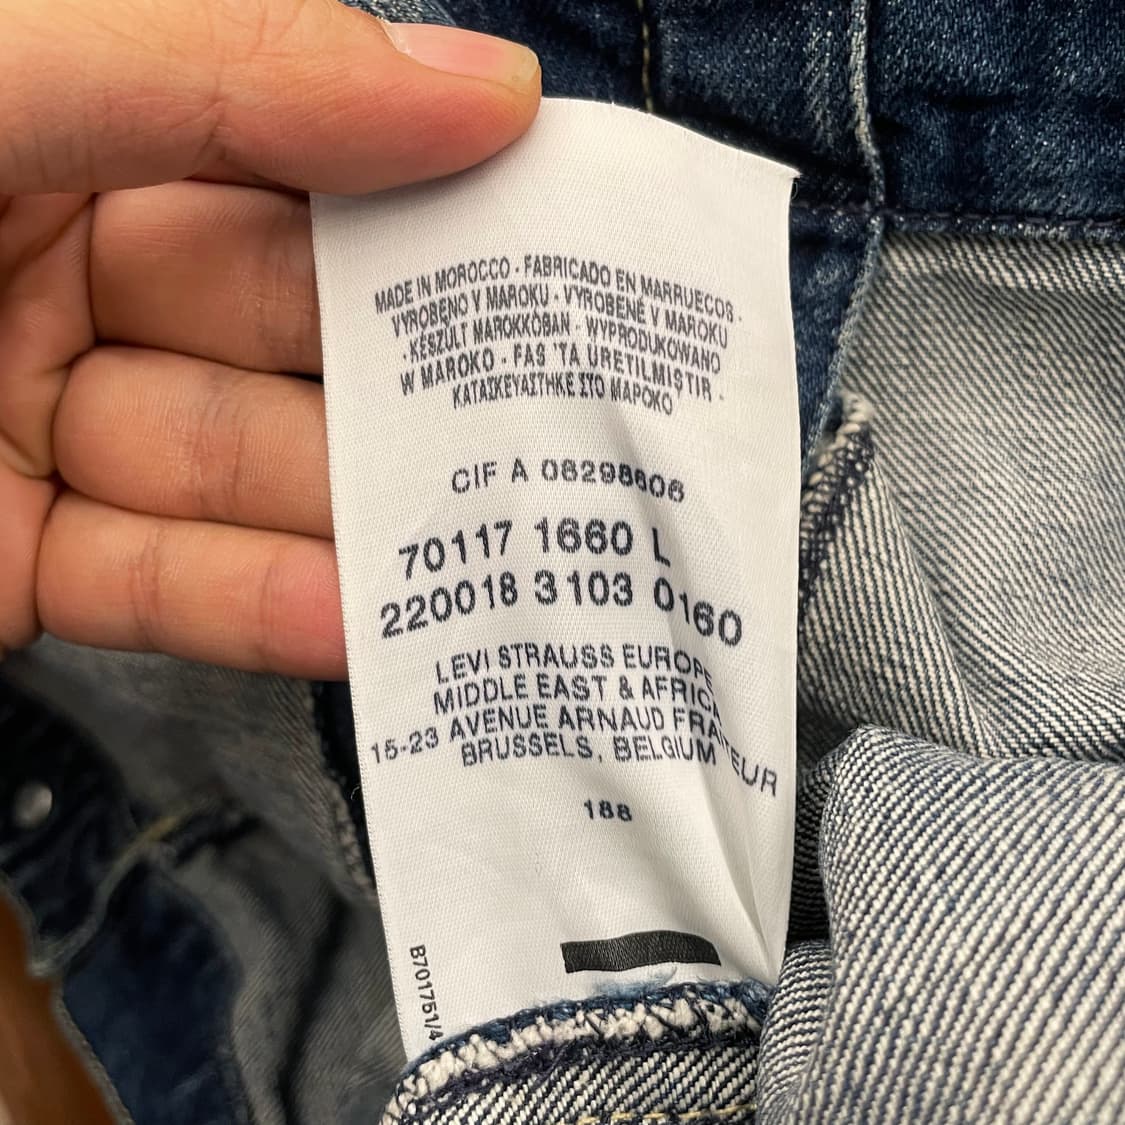 MADE IN MOROCCO - FABRICADO EN MARRUECOS -
VYROBENO V MAROKU - VYROBENÉ V MAROKU
- KÉSZÜLT MAROKKÓBAN - WYPRODUKOWANO
W MAROKO - FAS 'TA ÜRETILMIŞTIR -
ΚΑΤΑΣΚΕΥΑΣΤΗΚΕ ΣΤΟ ΜΑΡΟΚΟ
CIF A 08298606
70117 1660 L
220018 3103 0160
LEVI STRAUSS EUROPE
MIDDLE EAST & AFRICA
15-23 AVENUE ARNAUD FRAITEUR
BRUSSELS, BELGIUM
188
B701751/4